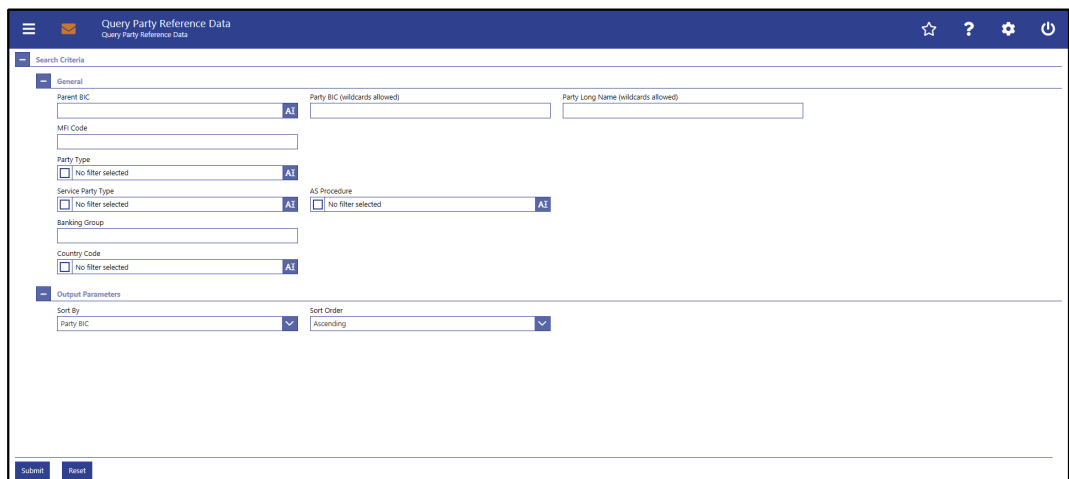 Query Party Reference Data
Query Party Reference Data
?
Search Criteria
General
Parent BIC Party BIC (wildcards allowed) Party Long Name (wildcards allowed)
AI
MFI Code
Party Type
No filter selected AI
Service Party Type AS Procedure
No filter selected AI No filter selected AI
Banking Group
Country Code
No filter selected AI
Output Parameters
Sort By Sort Order
Party BIC Ascending
Submit Reset